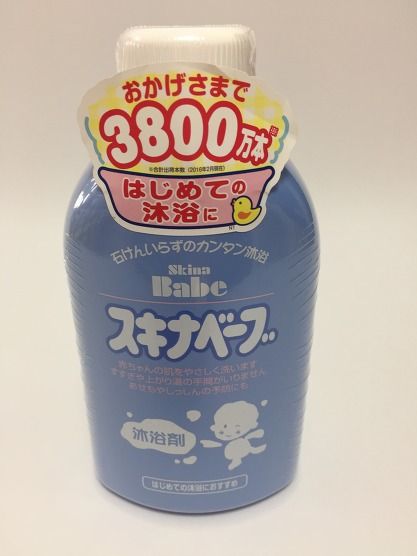 おかげさまで
3800万本※
※合計出荷本数(2016年2月現在)
はじめての
沐浴に
NT
石けんいらずのカンタン沐浴
Skina
Babe
スキナベーブ
赤ちゃんの肌をやさしく洗います
すすぎや上がり湯の手間がいりません
あせもやしっしんの予防にも
沐浴剤
はじめての沐浴におすすめ